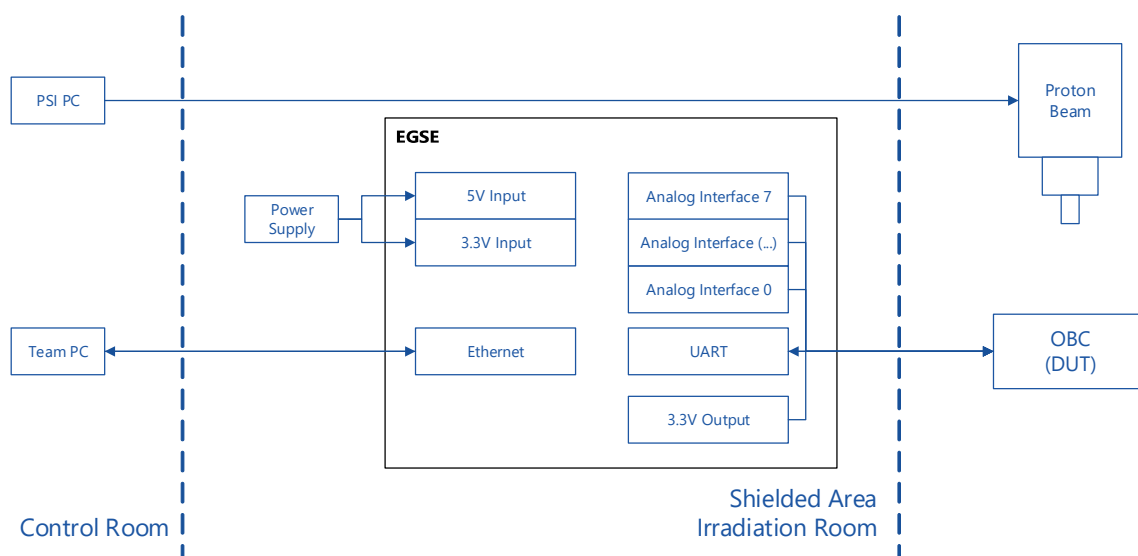 PSI PC
Proton
Beam
EGSE
Power
Supply
5V Input
3.3V Input
Analog Interface 7
Analog Interface (...)
Analog Interface 0
Team PC
Ethernet
UART
OBC
(DUT)
3.3V Output
Control Room
Shielded Area
Irradiation Room